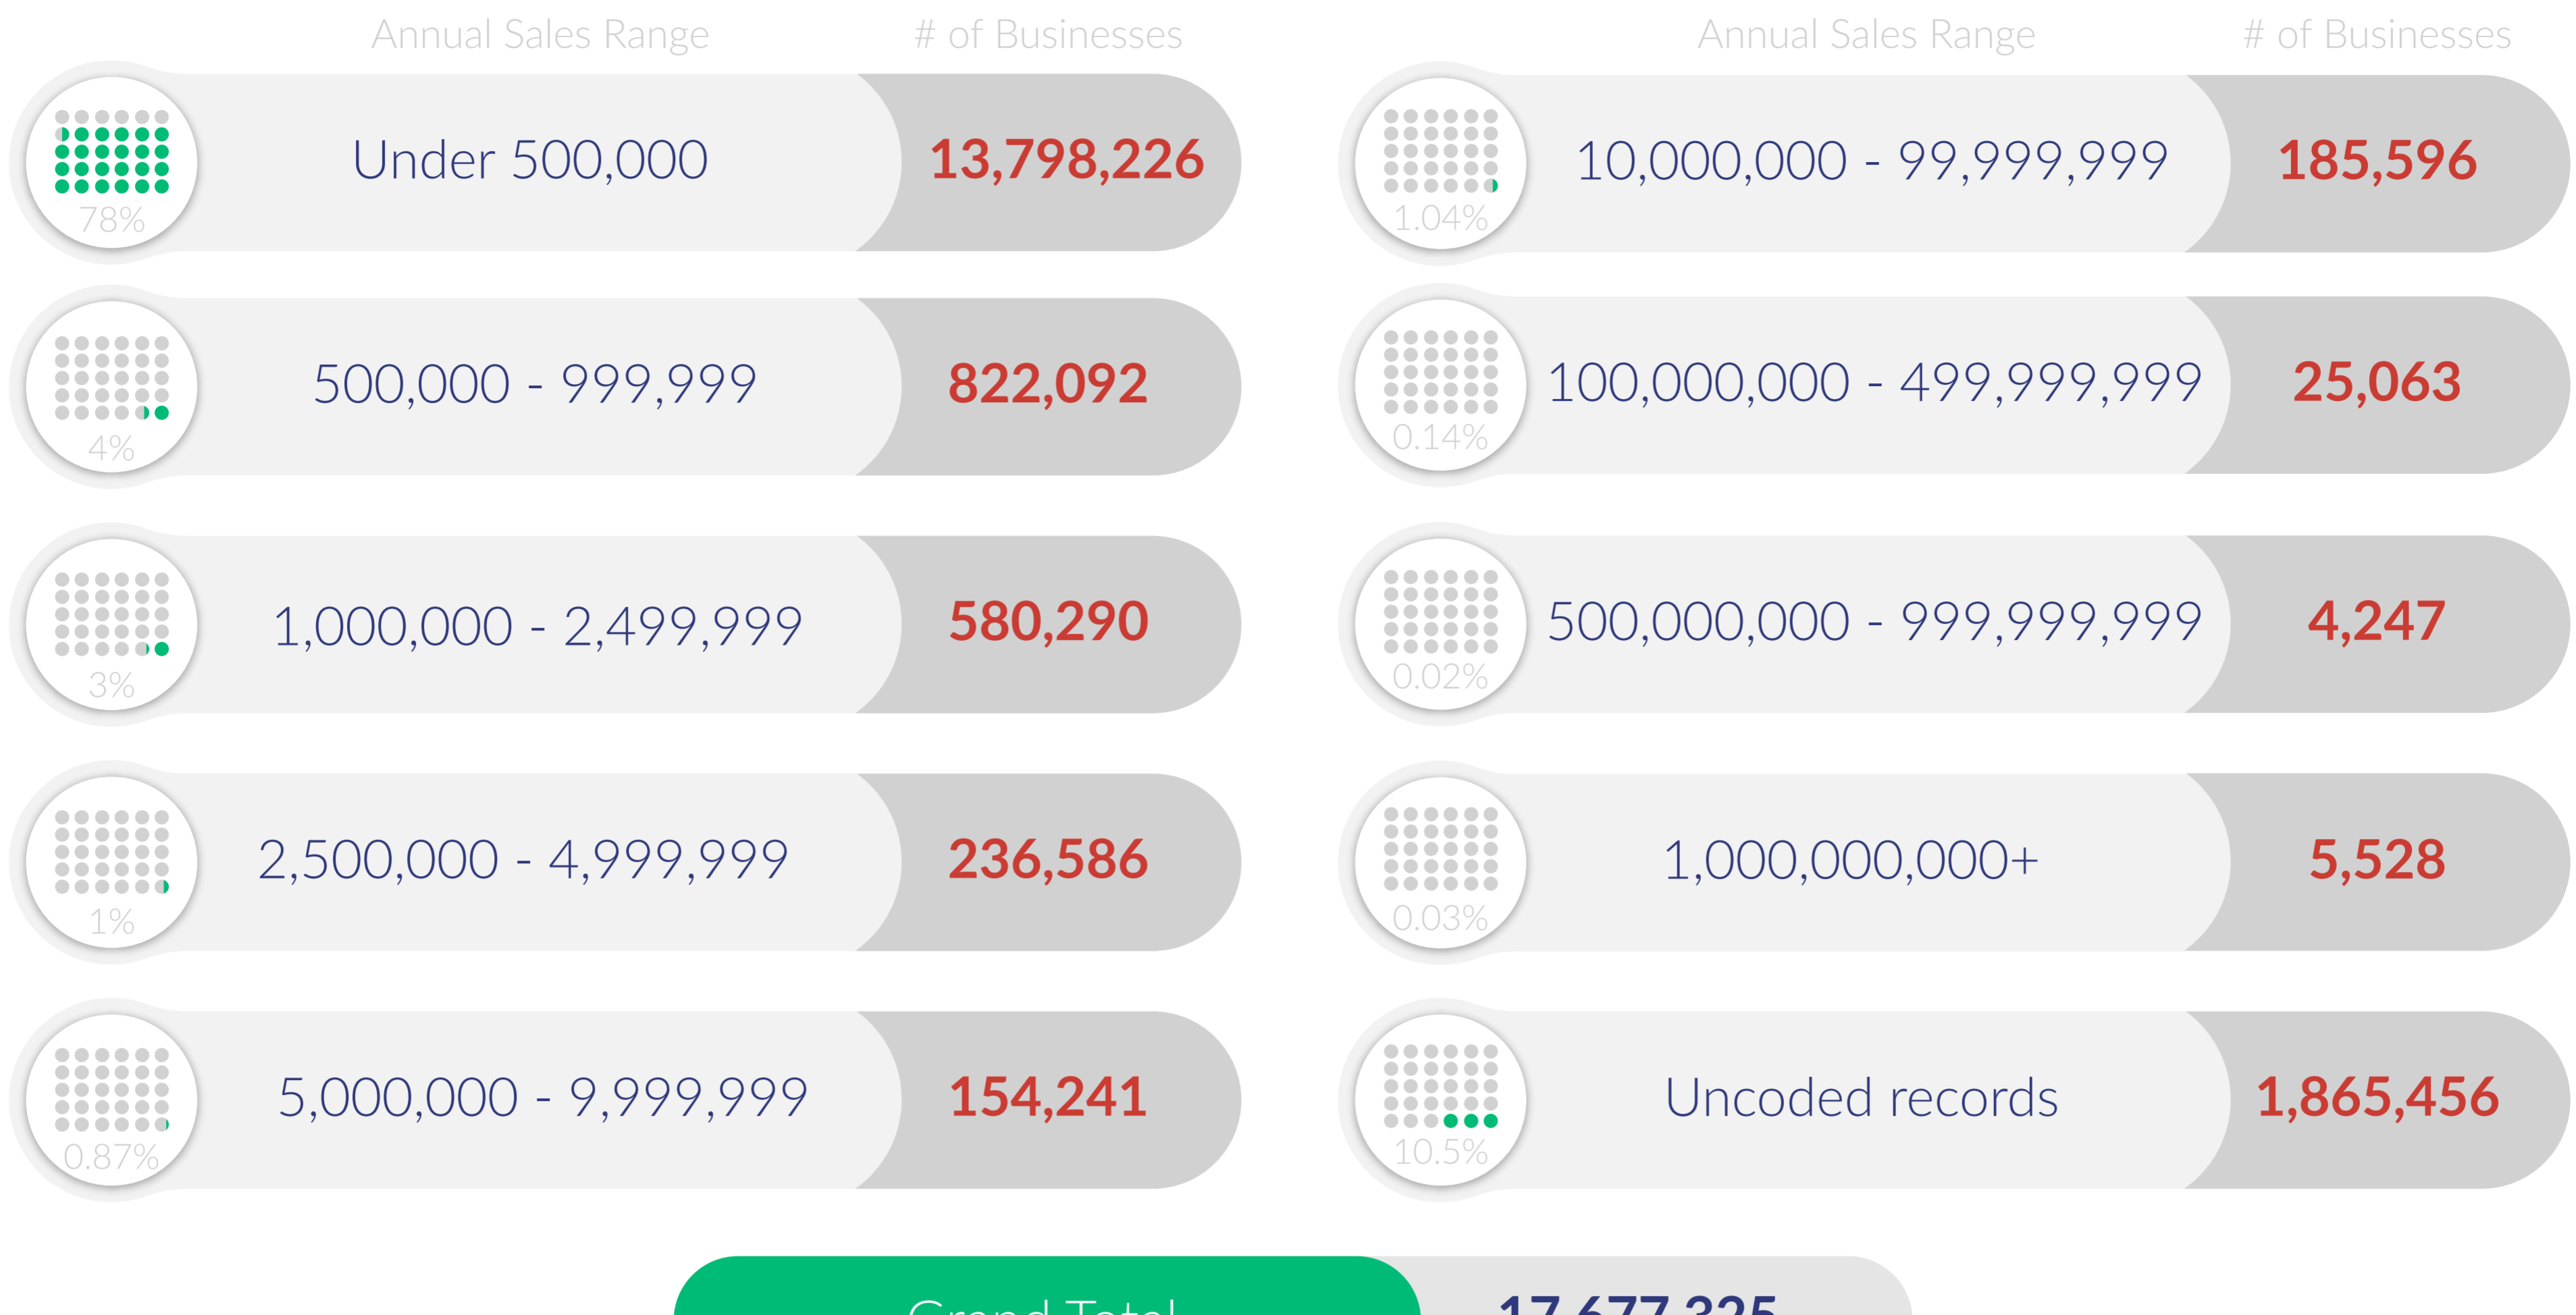 Annual Sales Range # of Businesses
Under 500,000 13,798,226
78%
500,000 - 999,999 822,092
4%
1,000,000 - 2,499,999 580,290
3%
2,500,000 - 4,999,999 236,586
1%
5,000,000 - 9,999,999 154,241
0.87%
Annual Sales Range # of Businesses
10,000,000 - 99,999,999 185,596
1.04%
100,000,000 - 499,999,999 25,063
0.14%
500,000,000 - 999,999,999 4,247
0.02%
1,000,000,000+ 5,528
0.03%
Uncoded records 1,865,456
10.5%
Grand Total 17,677,325